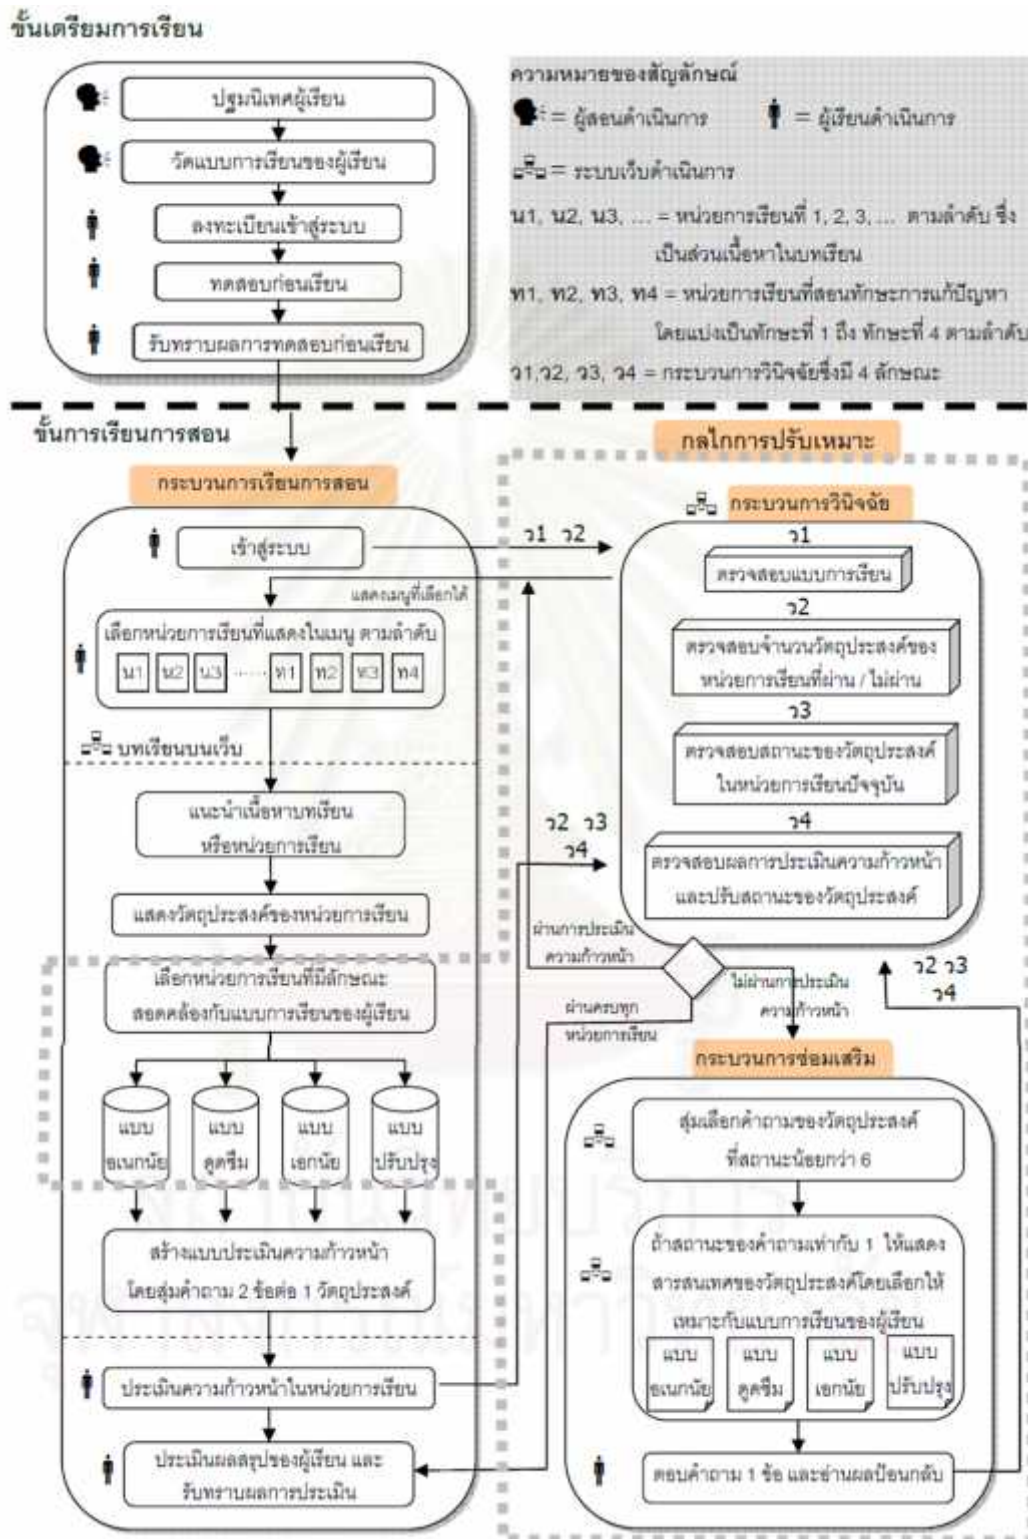 ขั้นเตรียมการเรียน
ปฐมนิเทศผู้เรียน
วัดแบบการเรียนของผู้เรียน
ลงทะเบียนเข้าสู่ระบบ
ทดสอบก่อนเรียน
รับทราบผลการทดสอบก่อนเรียน
ความหมายของสัญลักษณ์
= ผู้สอนดำเนินการ
= ผู้เรียนดำเนินการ
= ระบบเว็บดำเนินการ
น1, น2, น3, ... = หน่วยการเรียนที่ 1, 2, 3, ... ตามลำดับ ซึ่ง
เป็นส่วนเนื้อหาในบทเรียน
ท1, ท2, ท3, ท4 = หน่วยการเรียนที่สอนทักษะการแก้ปัญหา
โดยแบ่งเป็นทักษะที่ 1 ถึง ทักษะที่ 4 ตามลำดับ
ว1,ว2, ว3, ว4 = กระบวนการวินิจฉัยซึ่งมี 4 ลักษณะ
ขั้นการเรียนการสอน
กระบวนการเรียนการสอน
เข้าสู่ระบบ
แสดงเมนูที่เลือกได้
เลือกหน่วยการเรียนที่แสดงในเมนู ตามลำดับ
น1 น2 น3 ...... ท1 ท2 ท3 ท4
บทเรียนบนเว็บ
แนะนำเนื้อหาบทเรียน
หรือหน่วยการเรียน
แสดงวัตถุประสงค์ของหน่วยการเรียน
เลือกหน่วยการเรียนที่มีลักษณะ
สอดคล้องกับแบบการเรียนของผู้เรียน
แบบ
อเนกนัย
แบบ
ดูดซึม
แบบ
เอกนัย
แบบ
ปรับปรุง
สร้างแบบประเมินความก้าวหน้า
โดยสุ่มคำถาม 2 ข้อต่อ 1 วัตถุประสงค์
ประเมินความก้าวหน้าในหน่วยการเรียน
ประเมินผลสรุปของผู้เรียน และ
รับทราบผลการประเมิน
กลไกการปรับเหมาะ
กระบวนการวินิจฉัย
ว1 ว2
ว1
ตรวจสอบแบบการเรียน
ว2
ตรวจสอบจำนวนวัตถุประสงค์ของ
หน่วยการเรียนที่ผ่าน / ไม่ผ่าน
ว3
ตรวจสอบสถานะของวัตถุประสงค์
ในหน่วยการเรียนปัจจุบัน
ว4
ตรวจสอบผลการประเมินความก้าวหน้า
และปรับสถานะของวัตถุประสงค์
ว2 ว3
ว4
ผ่านการประเมิน
ความก้าวหน้า
ไม่ผ่านการประเมิน
ความก้าวหน้า
ผ่านครบทุก
หน่วยการเรียน
ว2 ว3
ว4
กระบวนการซ่อมเสริม
สุ่มเลือกคำถามของวัตถุประสงค์
ที่สถานะน้อยกว่า 6
ถ้าสถานะของคำถามเท่ากับ 1 ให้แสดง
สารสนเทศของวัตถุประสงค์โดยเลือกให้
เหมาะกับแบบการเรียนของผู้เรียน
แบบ
อเนกนัย
แบบ
ดูดซึม
แบบ
เอกนัย
แบบ
ปรับปรุง
ตอบคำถาม 1 ข้อ และอ่านผลป้อนกลับ